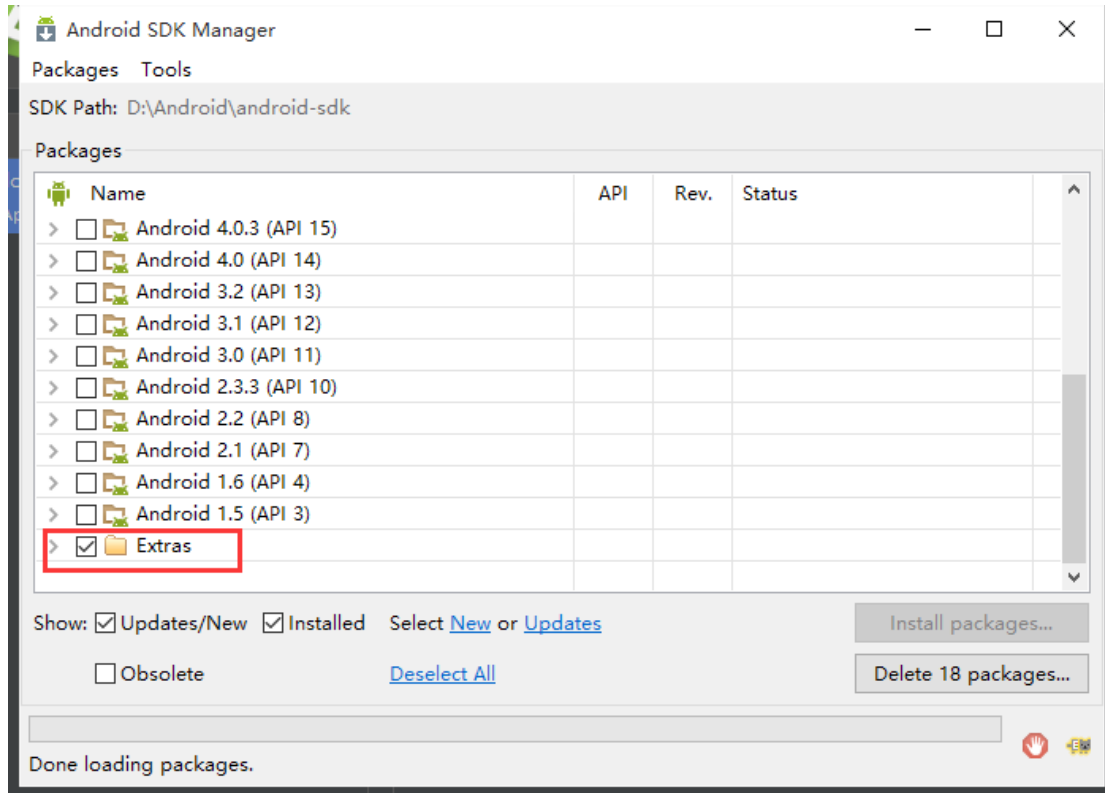 Android SDK Manager
Packages Tools
SDK Path: D:\Android\android-sdk
Packages
Name API Rev. Status
Android 4.0.3 (API 15)
Android 4.0 (API 14)
Android 3.2 (API 13)
Android 3.1 (API 12)
Android 3.0 (API 11)
Android 2.3.3 (API 10)
Android 2.2 (API 8)
Android 2.1 (API 7)
Android 1.6 (API 4)
Android 1.5 (API 3)
Extras
Show: Updates/New Installed Select New or Updates Install packages...
Obsolete Deselect All Delete 18 packages...
Done loading packages.